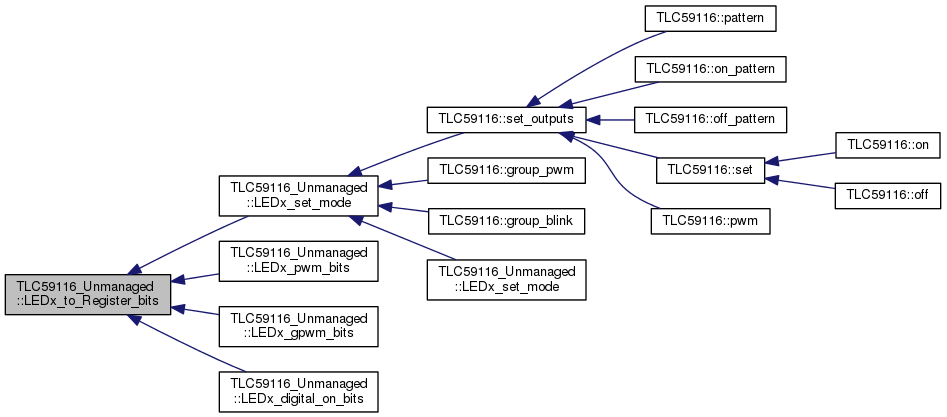 TLC59116_Unmanaged
::LEDx_to_Register_bits
TLC59116_Unmanaged
::LEDx_set_mode
TLC59116_Unmanaged
::LEDx_pwm_bits
TLC59116_Unmanaged
::LEDx_gpwm_bits
TLC59116_Unmanaged
::LEDx_digital_on_bits
TLC59116::set_outputs
TLC59116::group_pwm
TLC59116::group_blink
TLC59116_Unmanaged
::LEDx_set_mode
TLC59116::pattern
TLC59116::on_pattern
TLC59116::off_pattern
TLC59116::set
TLC59116::pwm
TLC59116::on
TLC59116::off